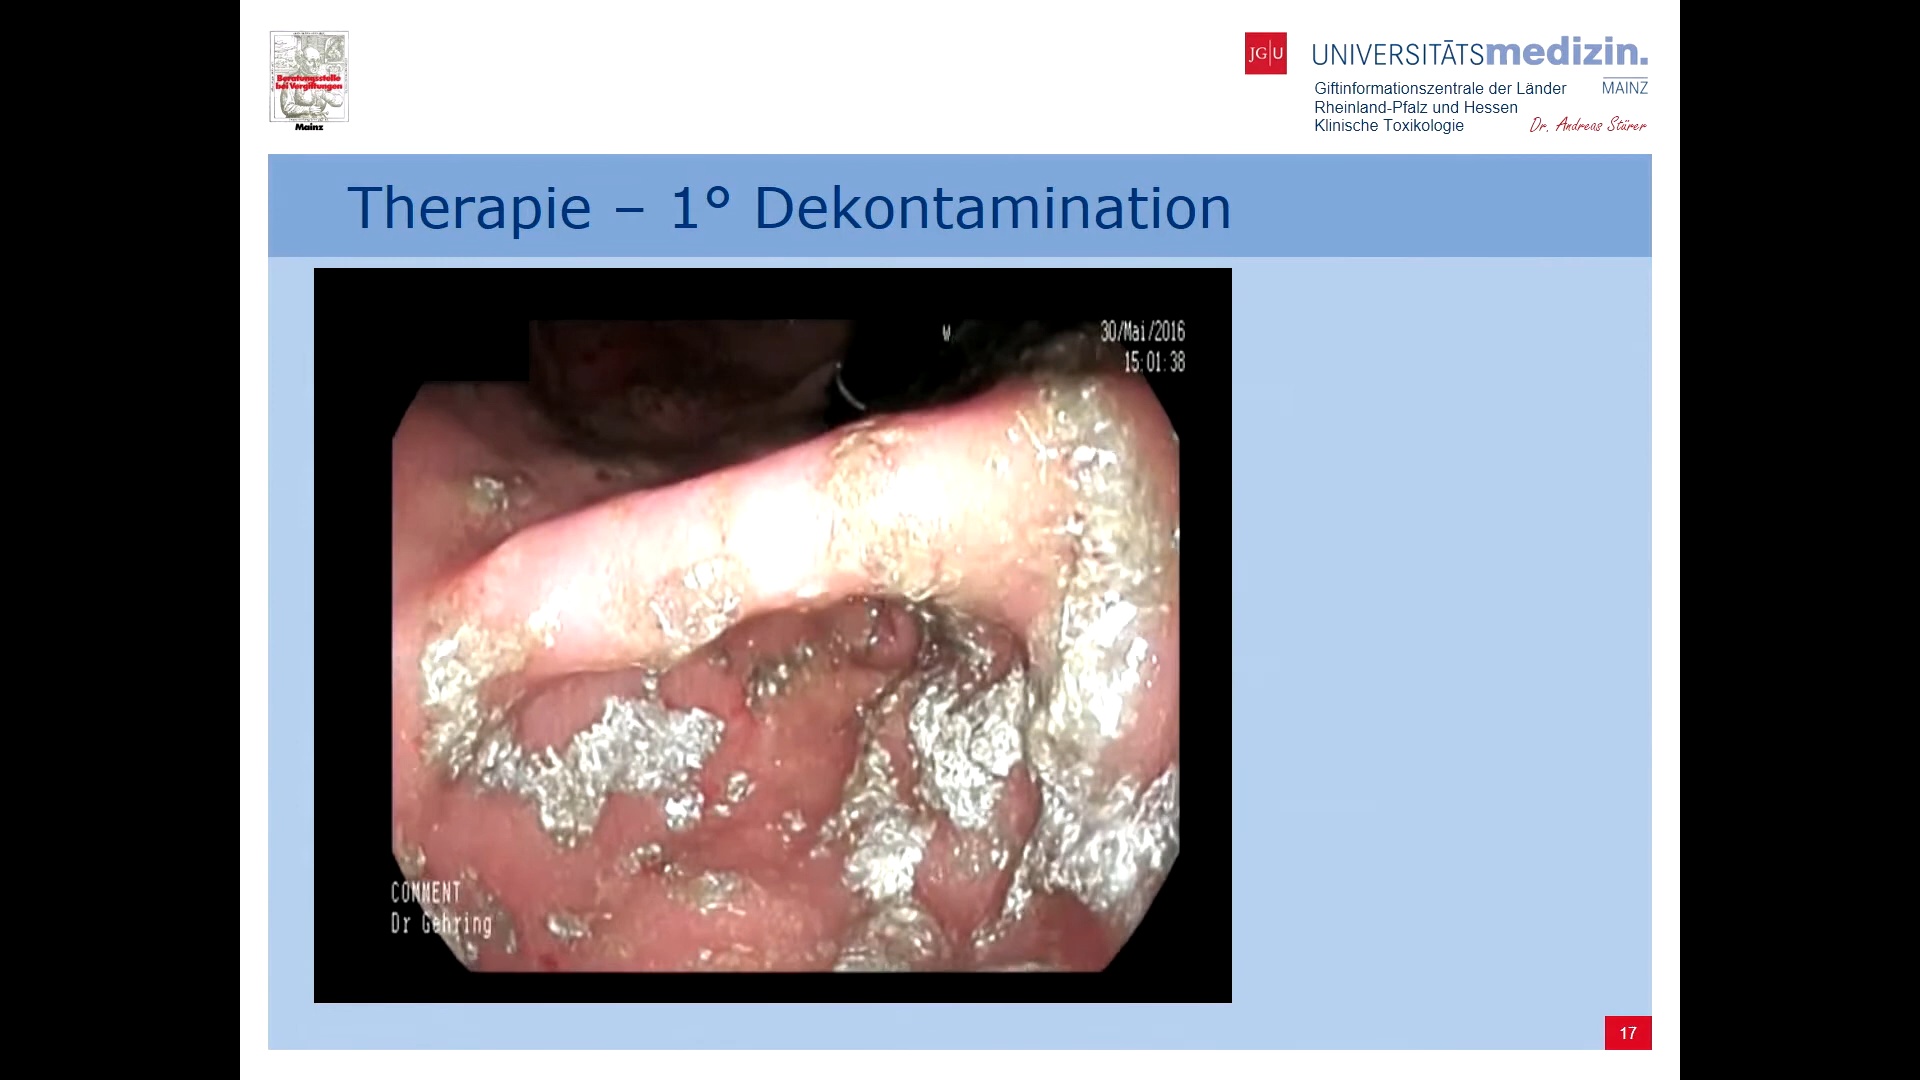 Beratungsstelle
bei Vergiftungen
Mainz
JG|U
UNIVERSITĀTSmedizin.
MAINZ
Giftinformationszentrale der Länder
Rheinland-Pfalz und Hessen
Klinische Toxikologie
Dr. Andreas Stürer
Therapie – 1° Dekontamination
W
30/Mai/2016
15:01:38
COMMENT
Dr Gehring
17